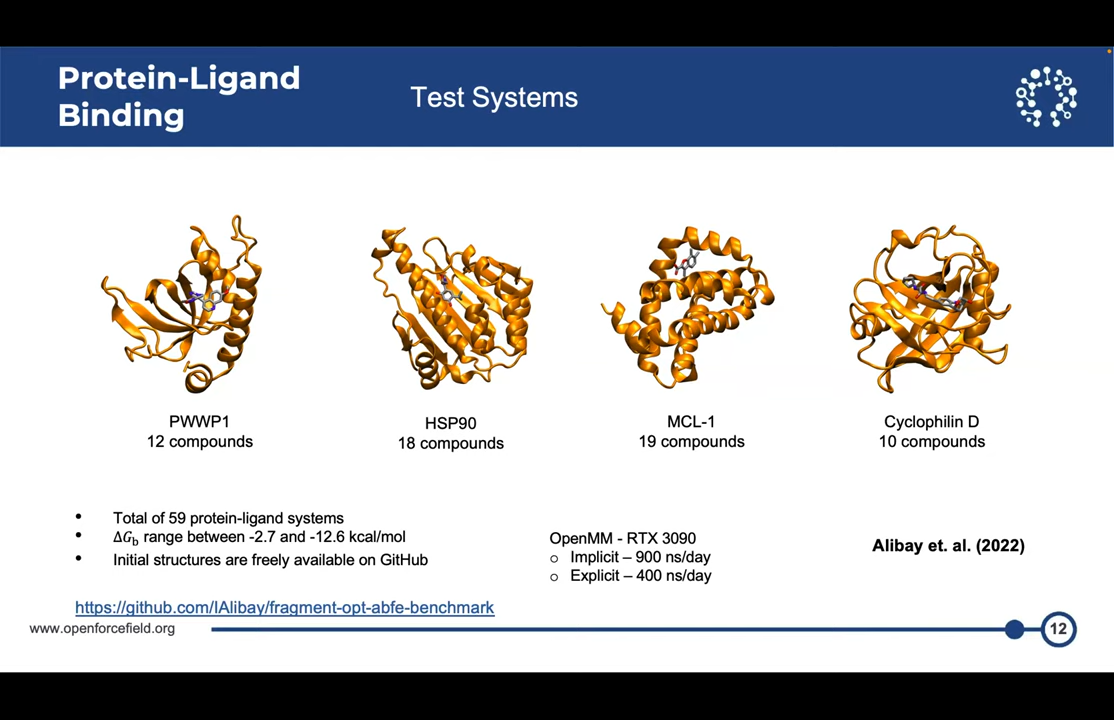 Protein-Ligand
Binding
Test Systems
PWWP1
12 compounds
HSP90
18 compounds
MCL-1
19 compounds
Cyclophilin D
10 compounds
• Total of 59 protein-ligand systems
• Δ𝐺b range between -2.7 and -12.6 kcal/mol
• Initial structures are freely available on GitHub
OpenMM - RTX 3090
o Implicit – 900 ns/day
o Explicit – 400 ns/day
Alibay et. al. (2022)
https://github.com/IAlibay/fragment-opt-abfe-benchmark
www.openforcefield.org
12